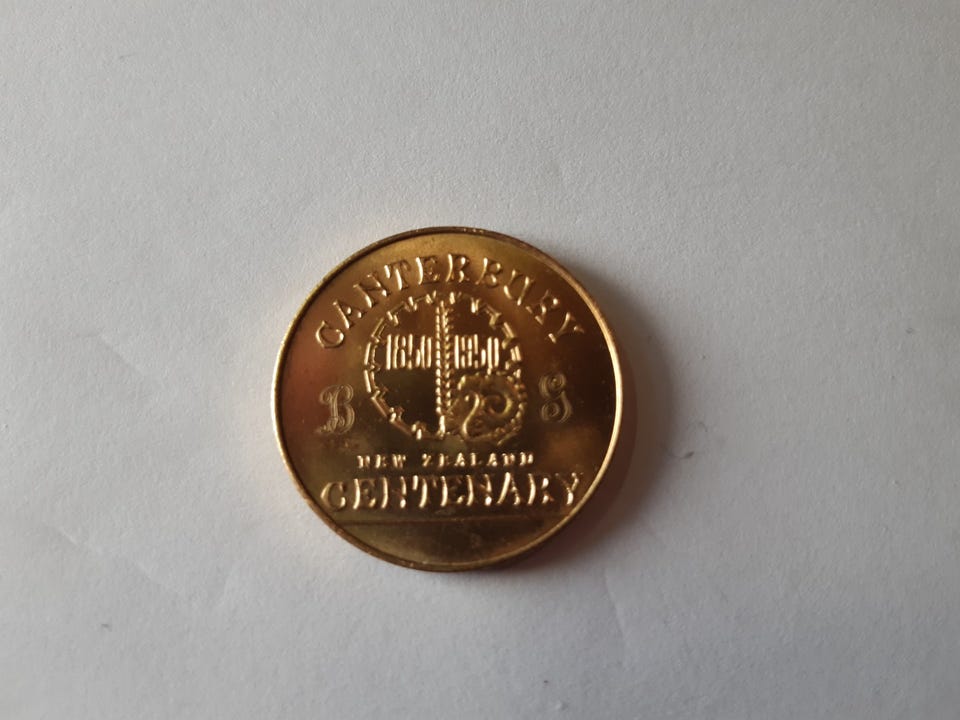 CANTERBURY
1850 1950
B G
NEW ZEALAND
CENTENARY